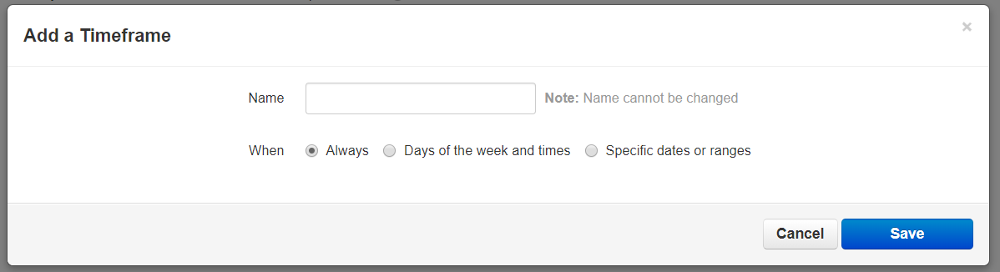 Add a Timeframe ×
Name Note: Name cannot be changed
When Always Days of the week and times Specific dates or ranges
Cancel Save